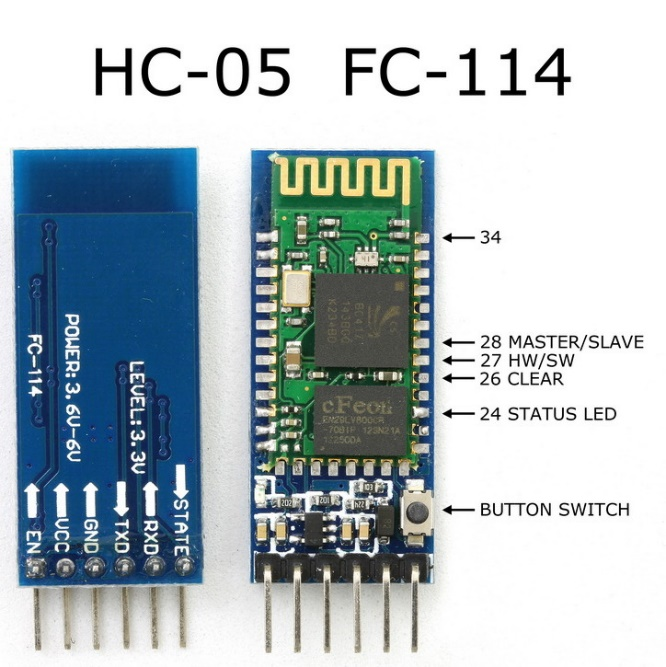 HC-05 FC-114
34
28 MASTER/SLAVE
27 HW/SW
26 CLEAR
24 STATUS LED
BUTTON SWITCH
FC-114
POWER:3.6V-6V
LEVEL:3.3V
EN
VCC
GND
TXD
RXD
STATE
cFeon